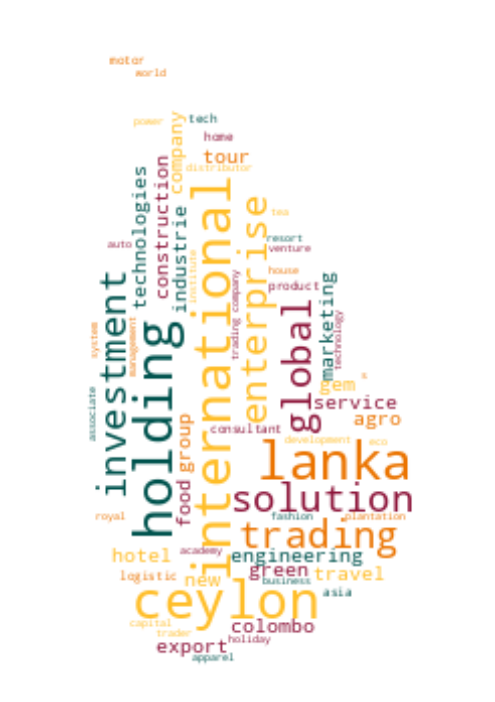 motor
world
power
tech
company
home
tour
distributor
construction
technologies
international
enterprise
industrie
tea
resort
auto
venture
institute
house
trading company
product
investment
marketing
global
technology
holding
system
management
gem
s
service
associate
agro
group
consultant
development
eco
lanka
food
solution
royal
fashion
plantation
trading
academy
engineering
hotel
green
travel
logistic
new
business
asia
ceylon
capital
colombo
trader
holiday
export
apparel